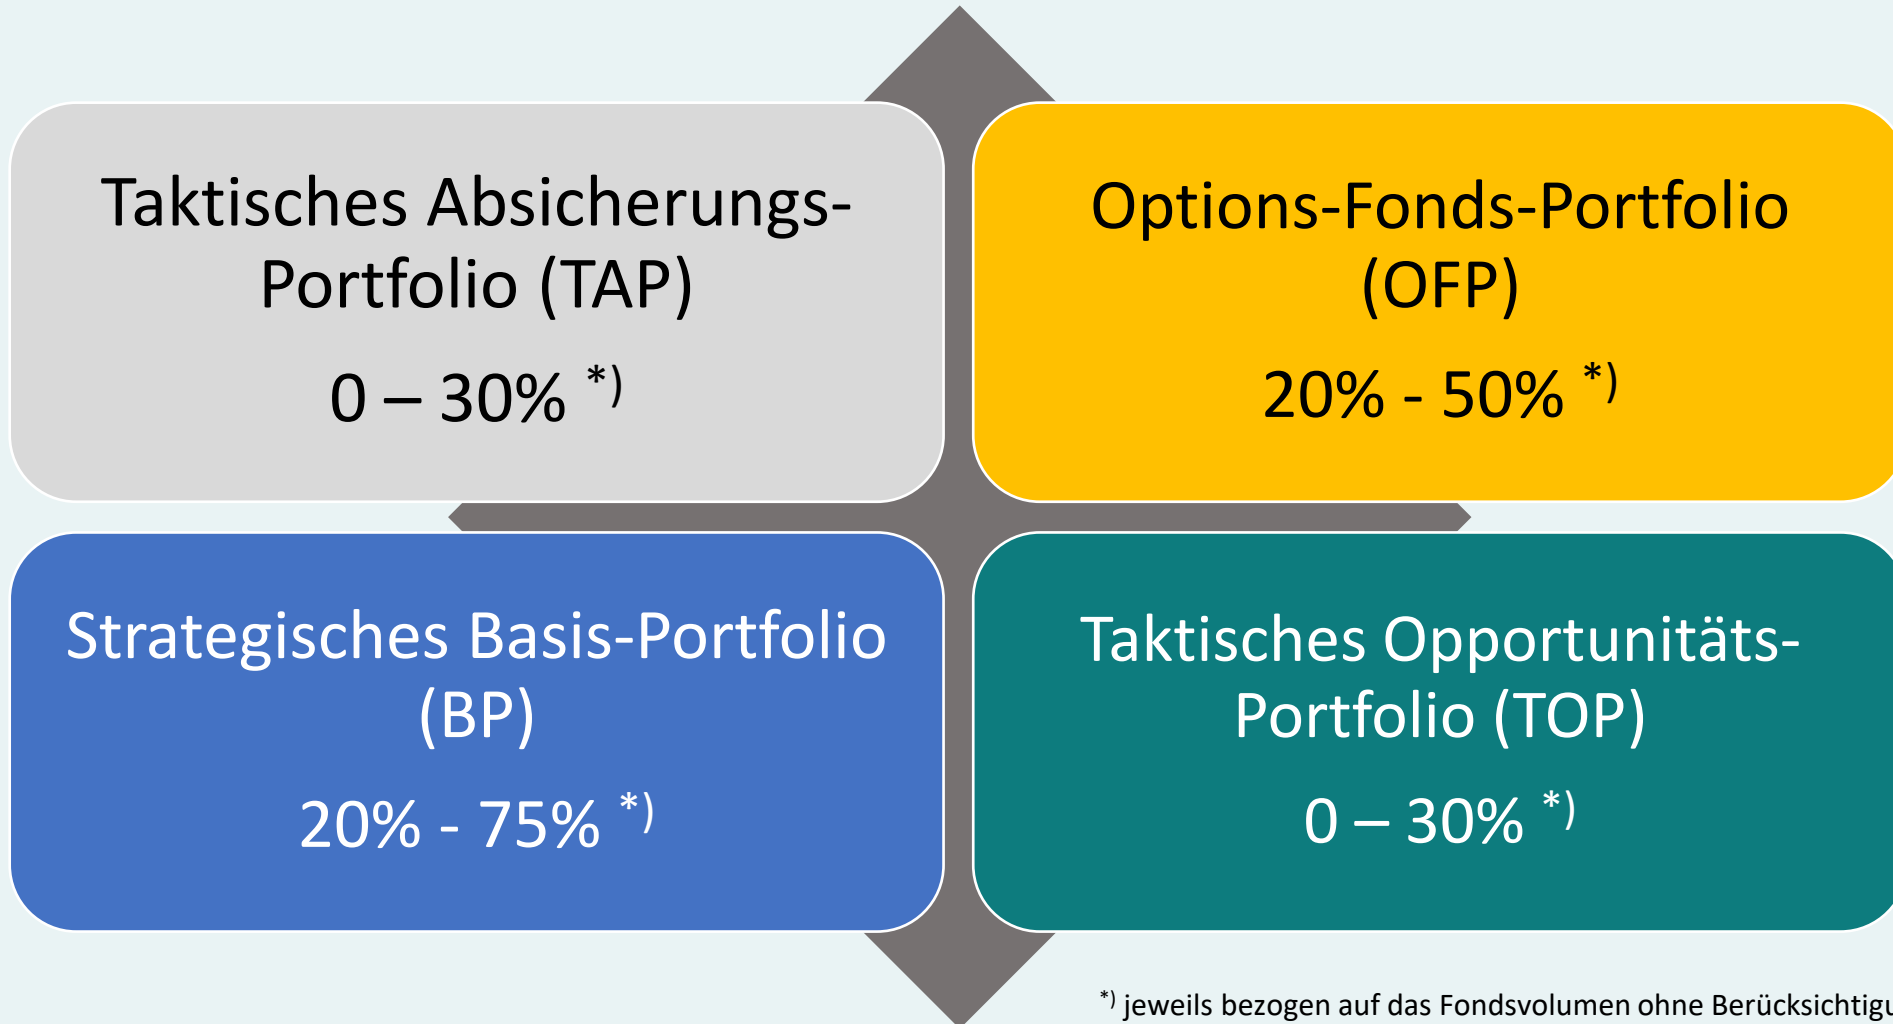 Taktisches Absicherungs-
Portfolio (TAP)
0 – 30% *)
Options-Fonds-Portfolio
(OFP)
20% - 50% *)
Strategisches Basis-Portfolio
(BP)
20% - 75% *)
Taktisches Opportunitäts-
Portfolio (TOP)
0 – 30% *)
*) jeweils bezogen auf das Fondsvolumen ohne